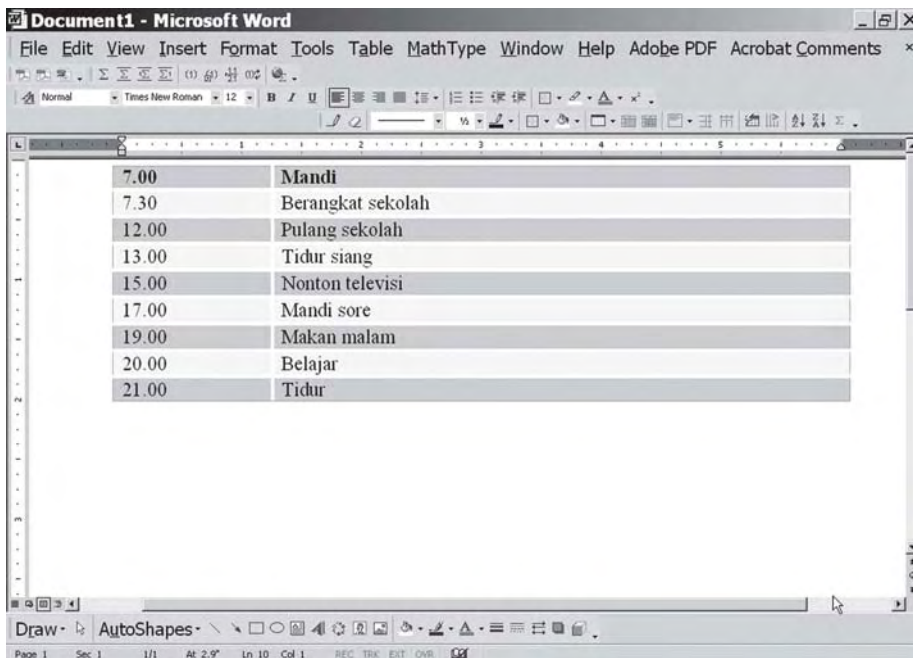 Document1 - Microsoft Word
File Edit View Insert Format Tools Table MathType Window Help Adobe PDF Acrobat Comments
Normal Times New Roman 12 B I U
7.00 Mandi
7.30 Berangkat sekolah
12.00 Pulang sekolah
13.00 Tidur siang
15.00 Nonton televisi
17.00 Mandi sore
19.00 Makan malam
20.00 Belajar
21.00 Tidur
Draw AutoShapes
Page 1 Sec 1 1/1 At 2.9" Ln 10 Col 1 REC TRK EXT OVR